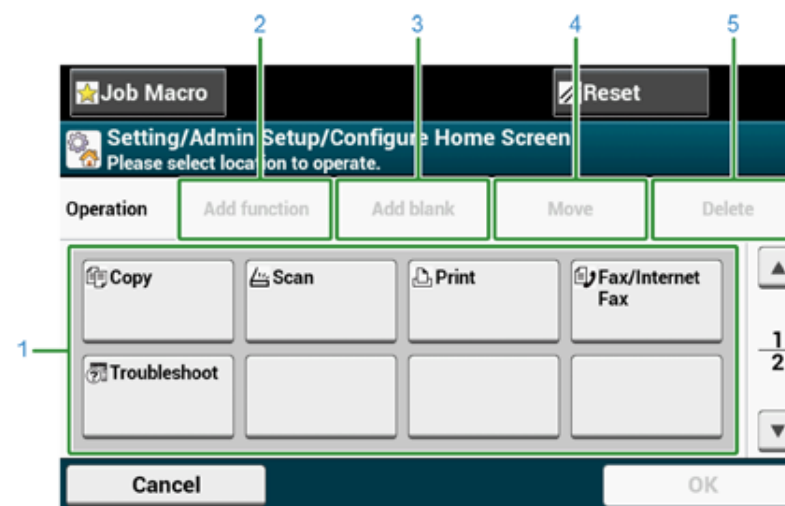 2 3 4 5
Job Macro Reset
Setting/Admin Setup/Configure Home Screen
Please select location to operate.
Operation Add function Add blank Move Delete
1
Copy Scan Print Fax/Internet
Fax
1
2
Troubleshoot
Cancel OK